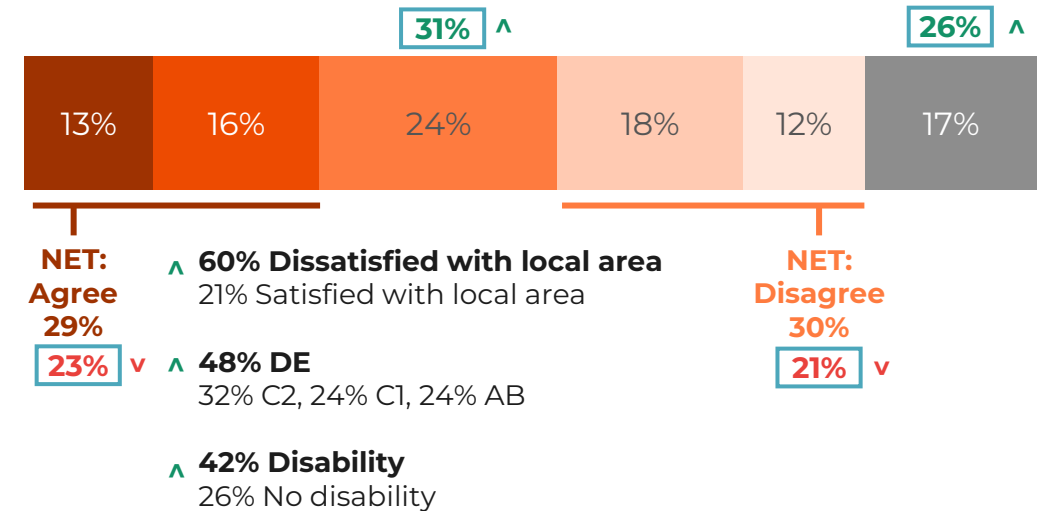 31% ^
26% ^
13% 16% 24% 18% 12% 17%
NET:
Agree
29%
23% v
^ 60% Dissatisfied with local area
21% Satisfied with local area
^ 48% DE
32% C2, 24% C1, 24% AB
^ 42% Disability
26% No disability
NET:
Disagree
30%
21% v